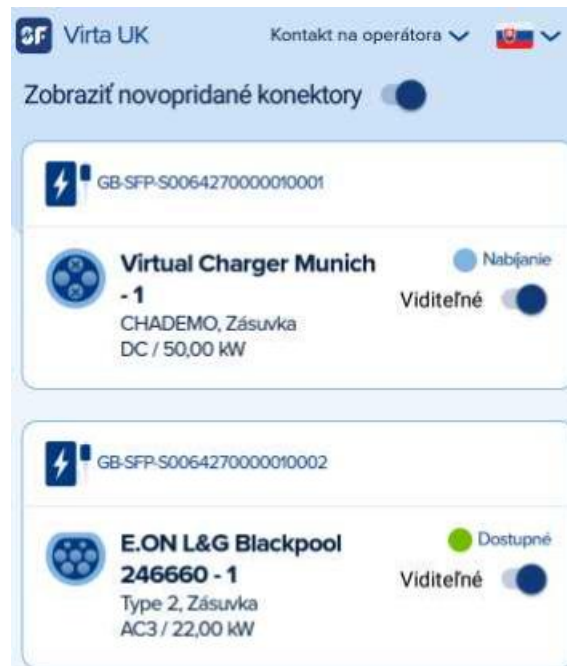 SF Virta UK Kontakt na operátora
Zobraziť novopridané konektory
GB-SFP-S0064270000010001
Virtual Charger Munich
- 1
Nabíjanie
CHADEMO, Zásuvka
Viditeľné
DC / 50,00 kW
GB-SFP-S0064270000010002
E.ON L&G Blackpool
246660 - 1
Dostupné
Type 2, Zásuvka
Viditeľné
AC3 / 22,00 kW